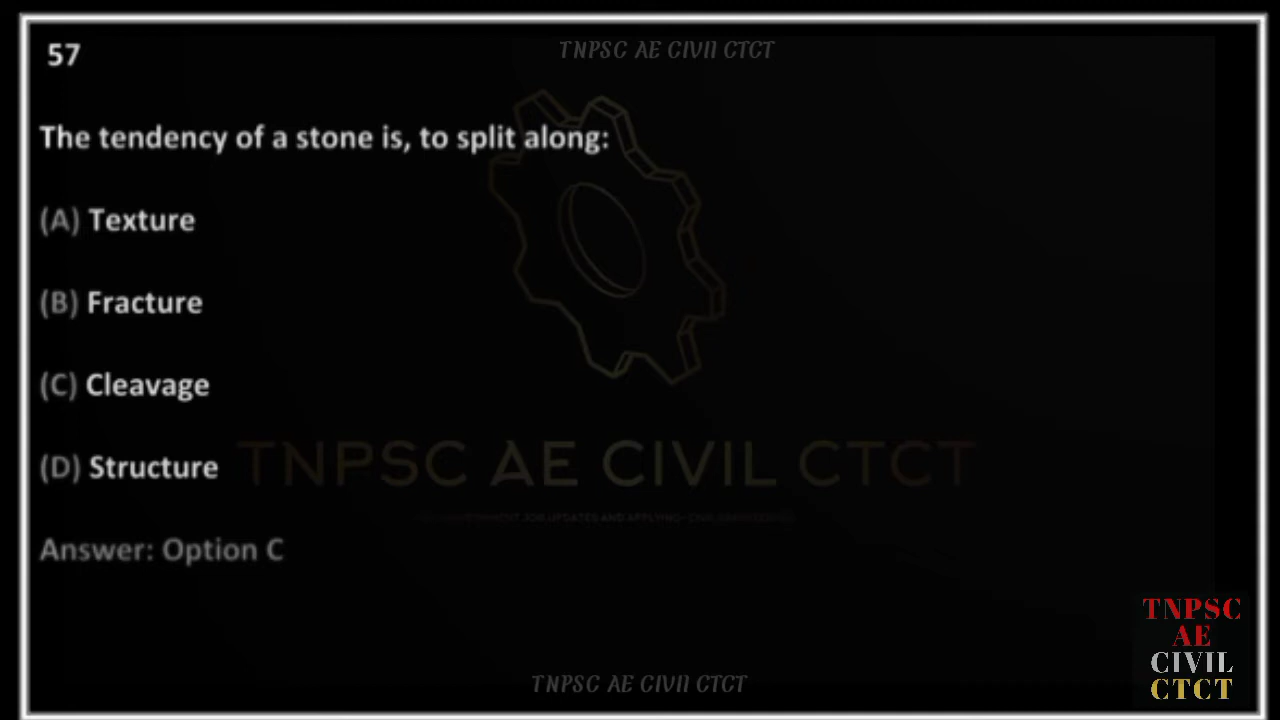 57
TNPSC AE CIVIl CTCT
The tendency of a stone is, to split along:
(A) Texture
(B) Fracture
(C) Cleavage
(D) Structure
TNPSC AE CIVIL CTCT
Answer: Option C
TNPSC
AE
CIVIL
CTCT
TNPSC AE CIVIl CTCT